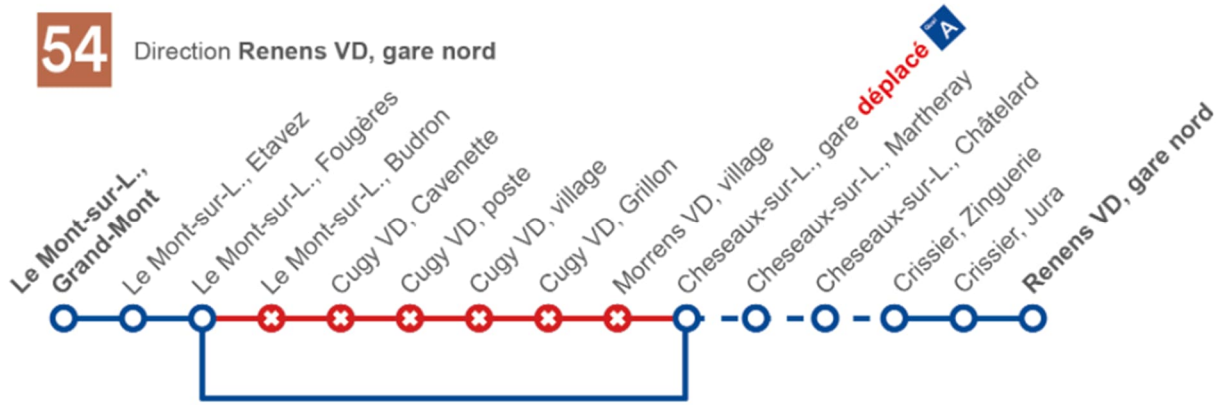 54
Direction Renens VD, gare nord
Le Mont-sur-L.,
Grand-Mont
Le Mont-sur-L., Etavez
Le Mont-sur-L., Fougères
Le Mont-sur-L., Budron
Cugy VD, Cavenette
Cugy VD, poste
Cugy VD, village
Cugy VD, Grillon
Morrens VD, village
Cheseaux-sur-L., gare déplacé
Quai
A
Cheseaux-sur-L., Martheray
Cheseaux-sur-L., Châtelard
Crissier, Zinguerie
Crissier, Jura
Renens VD, gare nord